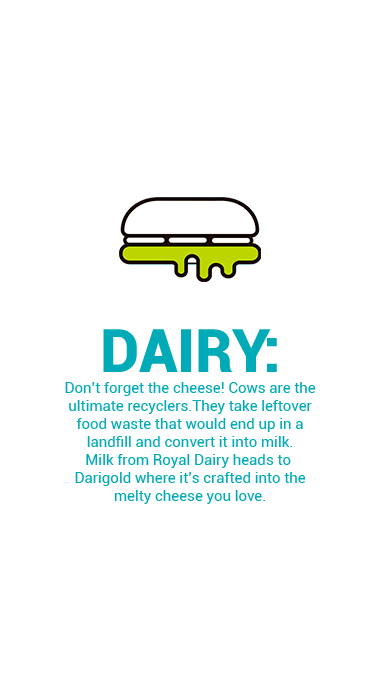 DAIRY:
Don't forget the cheese! Cows are the
ultimate recyclers.They take leftover
food waste that would end up in a
landfill and convert it into milk.
Milk from Royal Dairy heads to
Darigold where it's crafted into the
melty cheese you love.